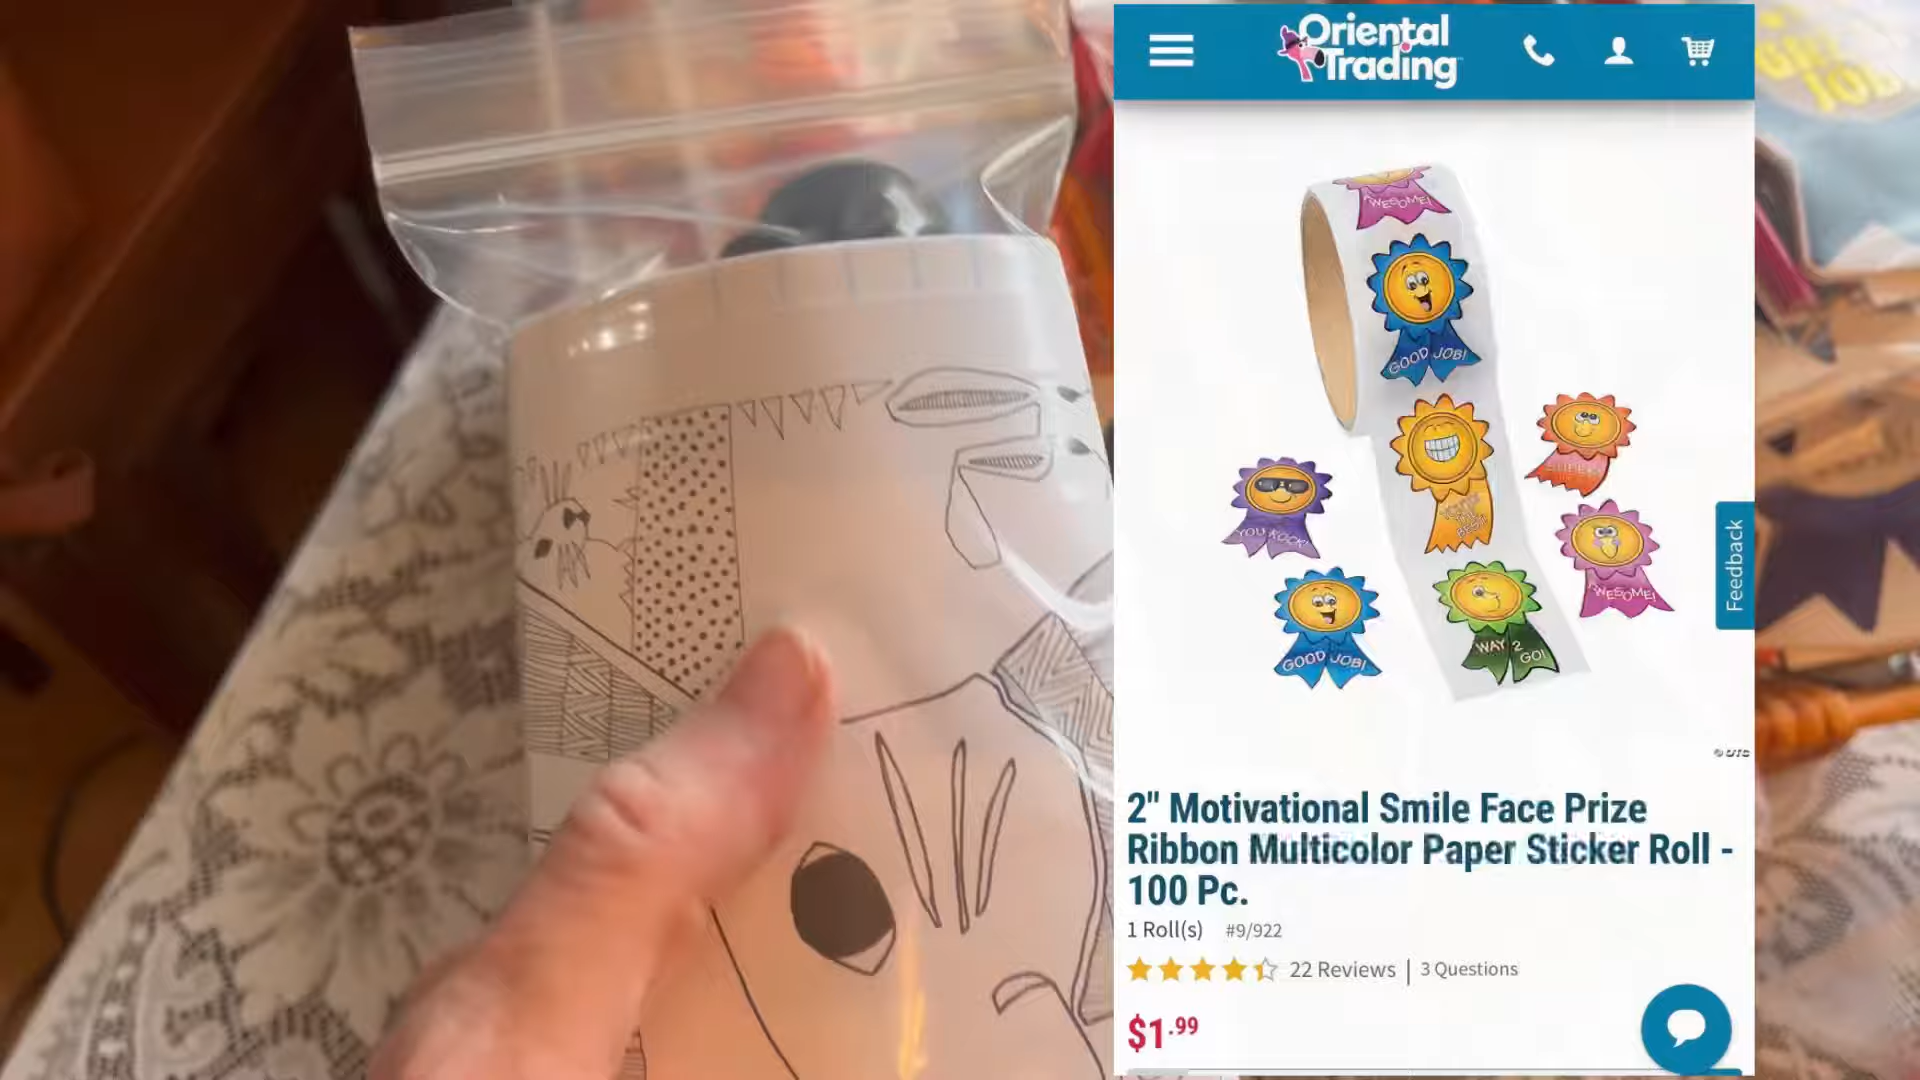 Oriental
Trading
AWESOME!
GOOD JOB!
YOU ROCK!
GOOD JOB!
WAY 2 GO!
SUPER!
AWESOME!
Feedback
© OTC
2" Motivational Smile Face Prize
Ribbon Multicolor Paper Sticker Roll -
100 Pc.
1 Roll(s) #9/922
22 Reviews | 3 Questions
$1.99